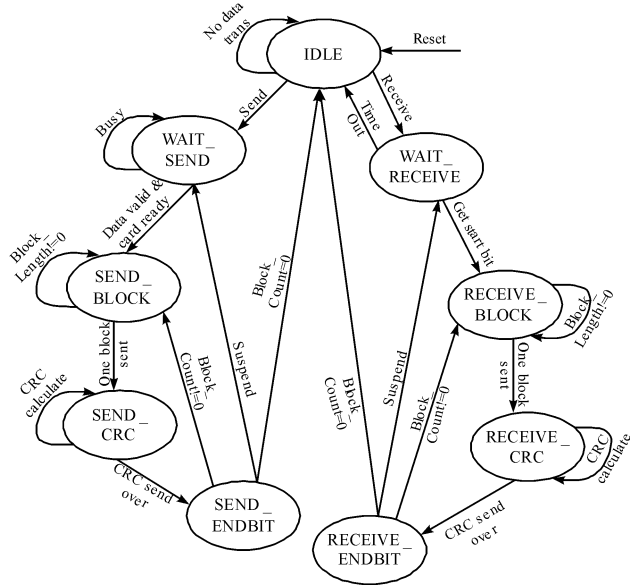 No data
trans
IDLE
Reset
Send
Time
Out
Receive
Busy
WAIT_
SEND
WAIT_
RECEIVE
Data valid &
card ready
Get start bit
Block_
Length!=0
SEND_
BLOCK
Block_
Count=0
RECEIVE_
BLOCK
Block_
Length!=0
One block
sent
Block_
Count!=0
Suspend
Block_
Count=0
Suspend
Block_
Count!=0
One block
sent
CRC
calculate
SEND_
CRC
RECEIVE_
CRC
CRC
calculate
CRC send
over
SEND_
ENDBIT
RECEIVE_
ENDBIT
CRC send
over